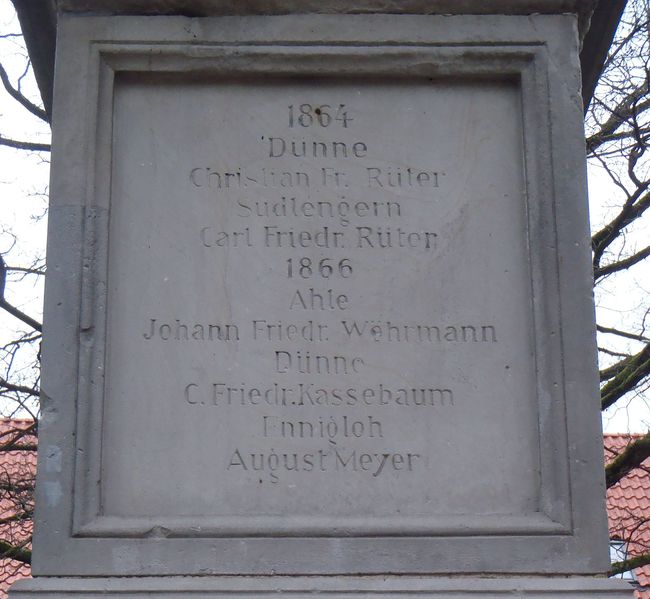 1864
Dünne
Christian Fr. Rüter
Südlengern
Carl Friedr. Rüter
1866
Ahle
Johann Friedr. Wöhrmann
Dünne
C. Friedr. Kassebaum
Ennigloh
August Meyer